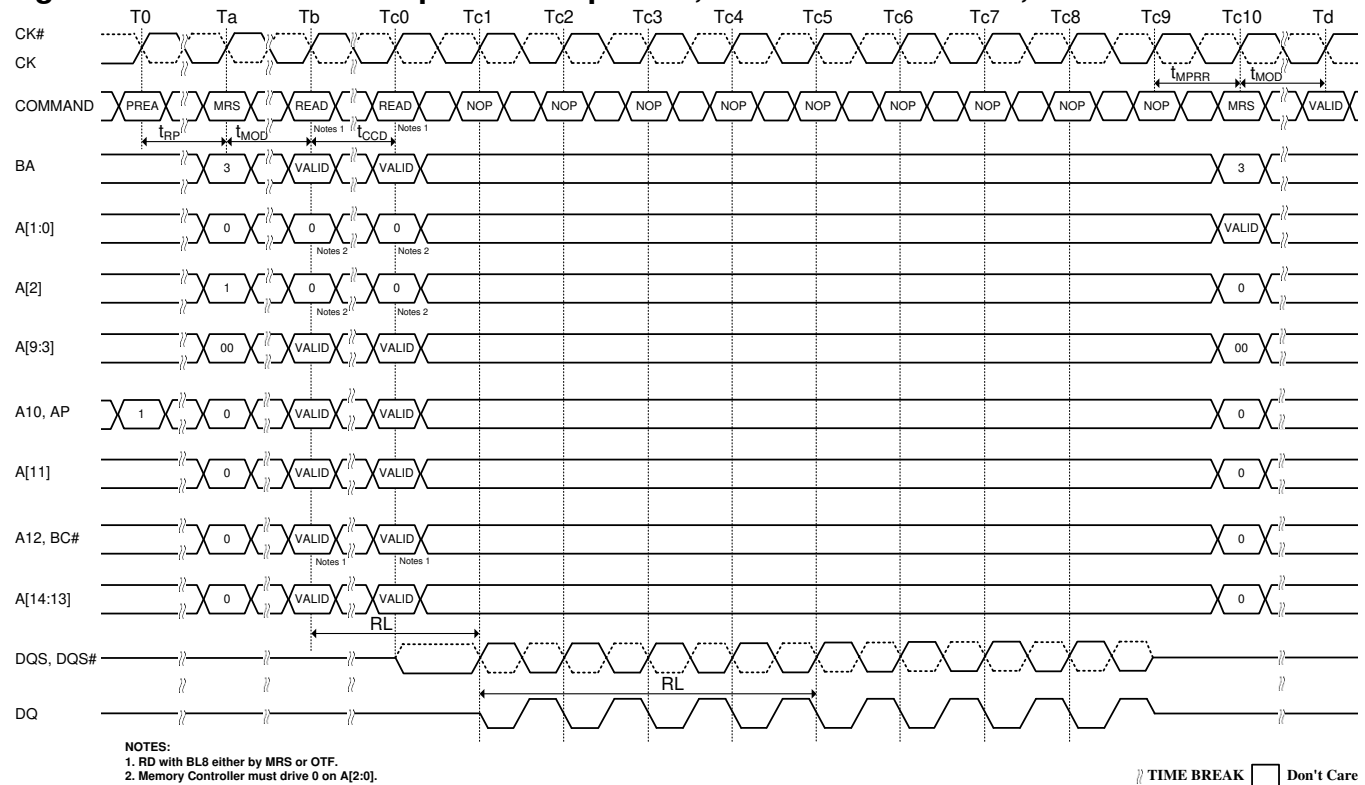 T0 Ta Tb Tc0 Tc1 Tc2 Tc3 Tc4 Tc5 Tc6 Tc7 Tc8 Tc9 Tc10 Td
CK#
CK
tMPRR tMOD
COMMAND PREA MRS READ READ NOP NOP NOP NOP NOP NOP NOP NOP NOP MRS VALID
Notes 1 Notes 1
tRP tMOD tCCD
BA 3 VALID VALID 3
A[1:0] 0 0 0 VALID
Notes 2 Notes 2
A[2] 1 0 0 0
Notes 2 Notes 2
A[9:3] 00 VALID VALID 00
A10, AP 1 0 VALID VALID 0
A[11] 0 VALID VALID 0
A12, BC# 0 VALID VALID 0
Notes 1 Notes 1
A[14:13] 0 VALID VALID 0
RL
DQS, DQS#
RL
DQ
NOTES:
1. RD with BL8 either by MRS or OTF.
2. Memory Controller must drive 0 on A[2:0].
TIME BREAK Don't Care